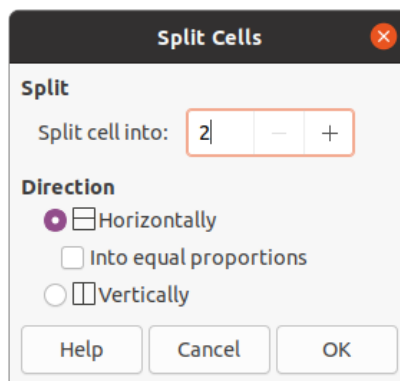 Split Cells
Split
Split cell into: 2
Direction
Horizontally
Into equal proportions
Vertically
Help Cancel OK